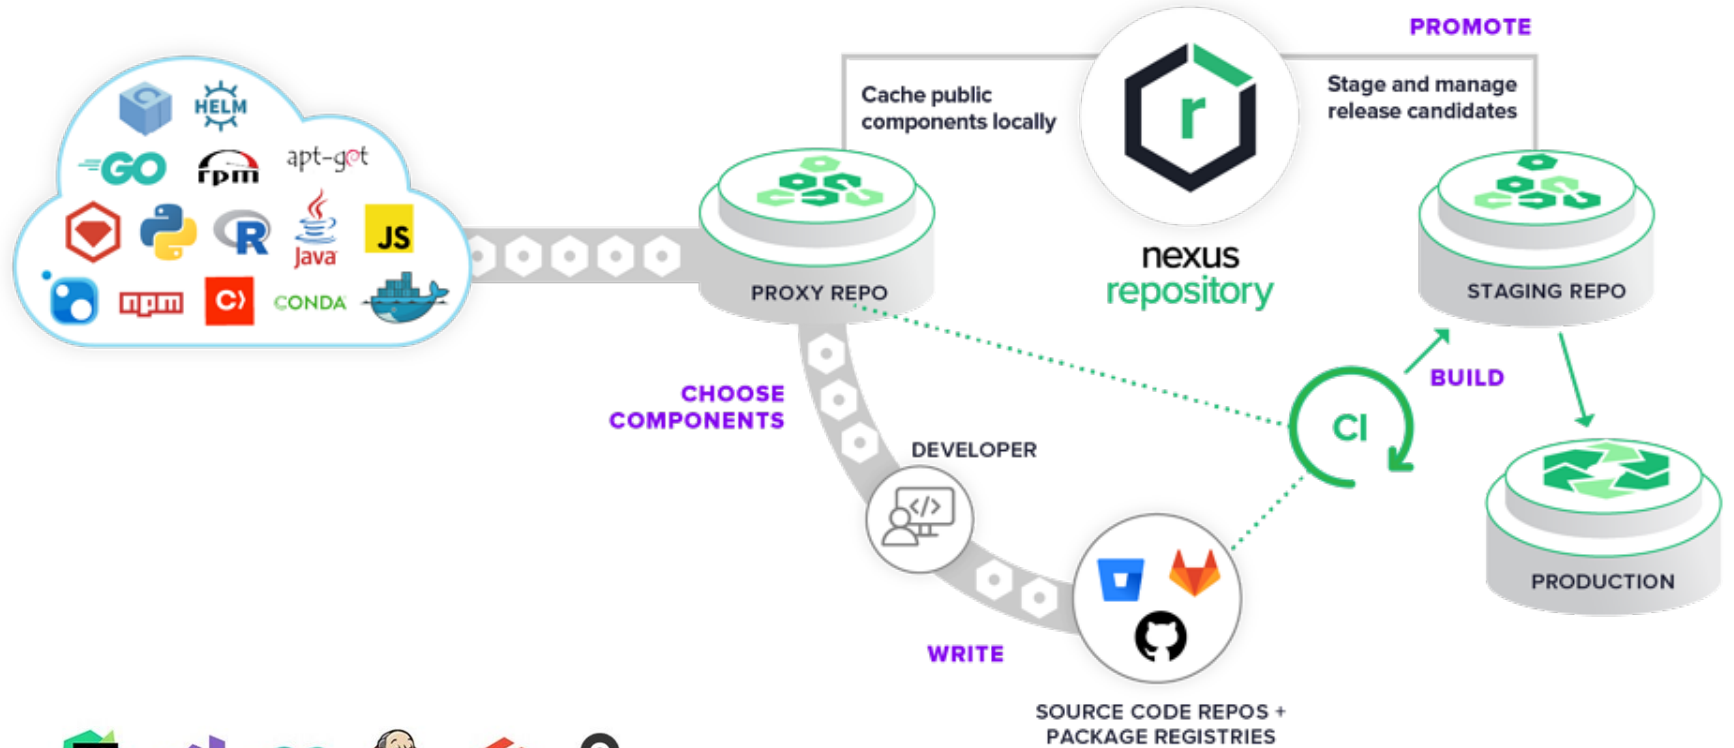 PROMOTE
Cache public
components locally
Stage and manage
release candidates
r
HELM
GO
rpm
apt-get
R
Java
JS
npm
C
CONDA
nexus
repository
PROXY REPO
STAGING REPO
CHOOSE
COMPONENTS
BUILD
CI
DEVELOPER
</>
PRODUCTION
WRITE
SOURCE CODE REPOS +
PACKAGE REGISTRIES